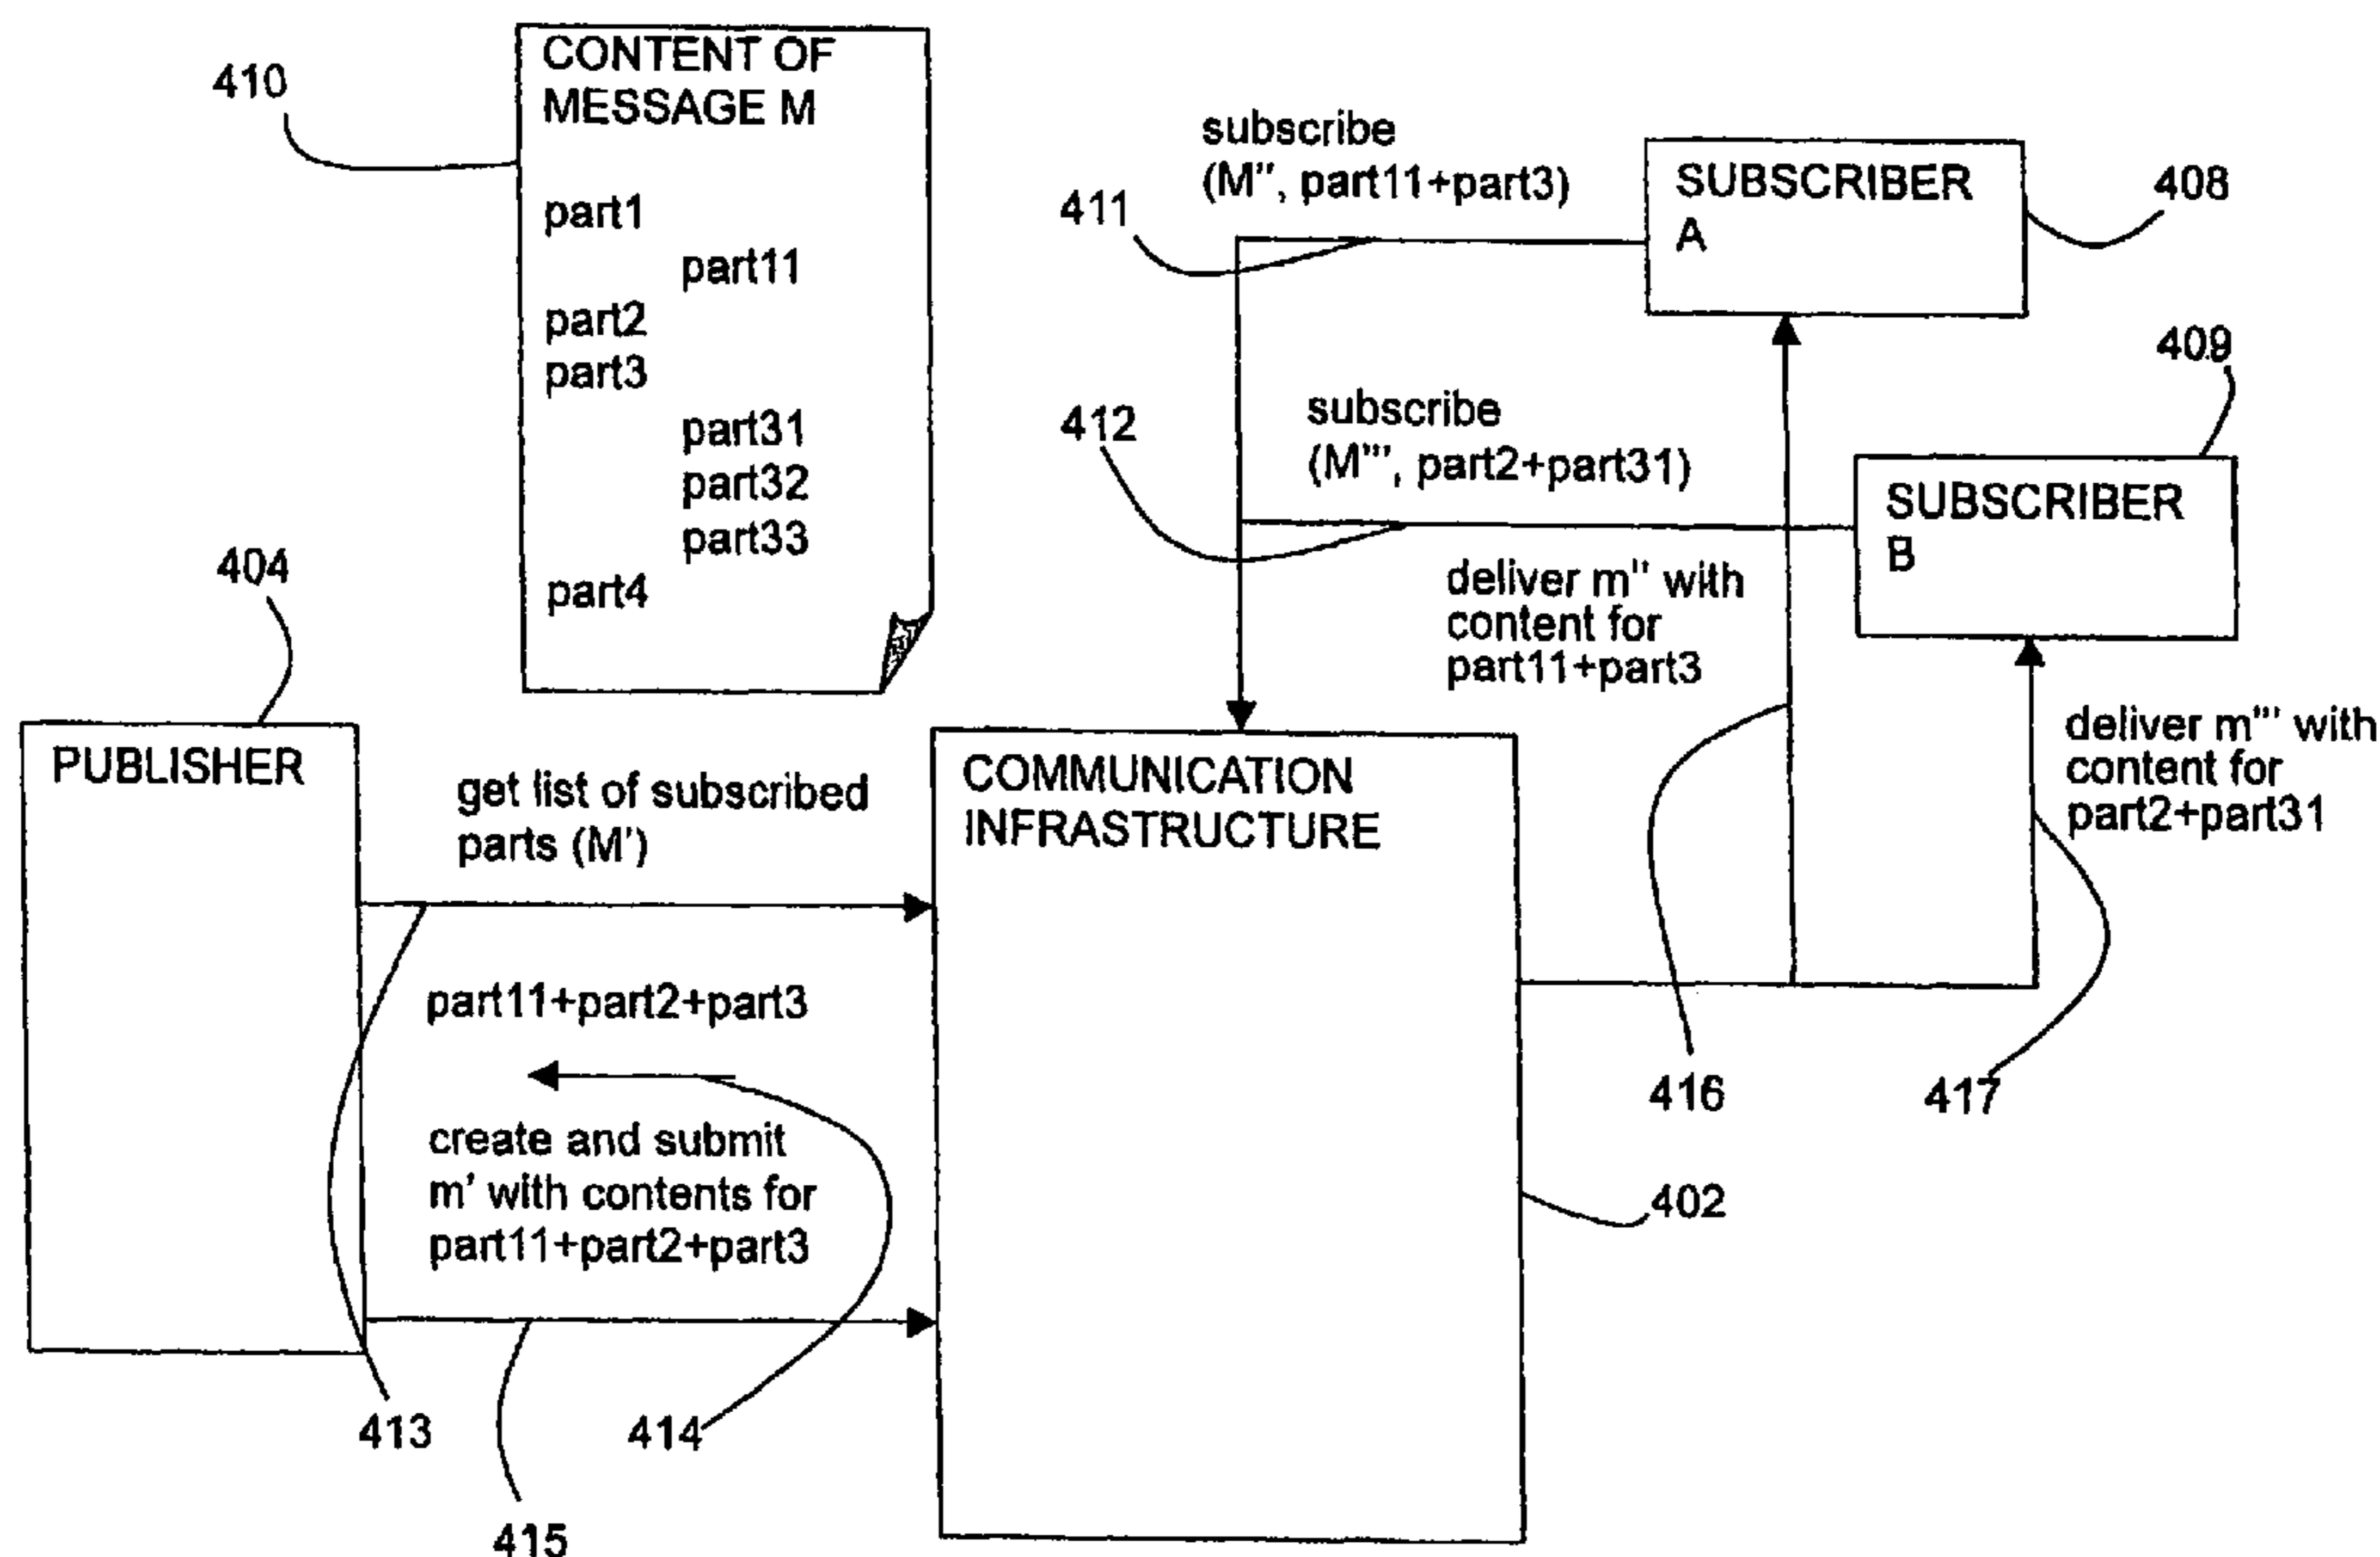 410
CONTENT OF
MESSAGE M
part1
part11
part2
part3
part31
part32
part33
part4
subscribe
(M'', part11+part3)
411
SUBSCRIBER
A
408
409
412
subscribe
(M''', part2+part31)
SUBSCRIBER
B
deliver m'' with
content for
part11+part3
deliver m''' with
content for
part2+part31
404
PUBLISHER
get list of subscribed
parts (M')
COMMUNICATION
INFRASTRUCTURE
part11+part2+part3
create and submit
m' with contents for
part11+part2+part3
416
417
402
413
414
415